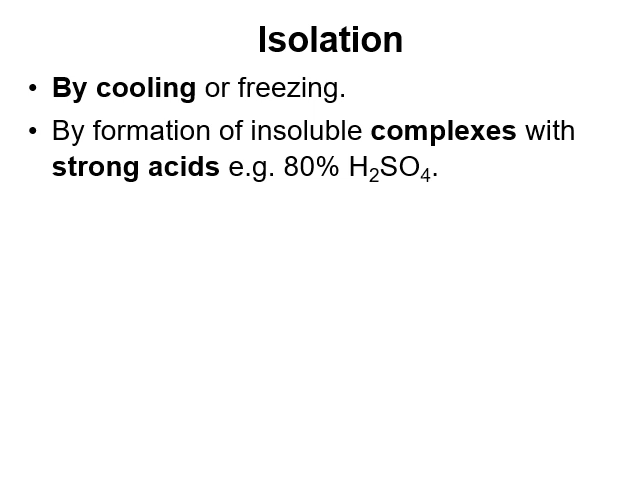 Isolation
• By cooling or freezing.
• By formation of insoluble complexes with
strong acids e.g. 80% H₂SO₄.